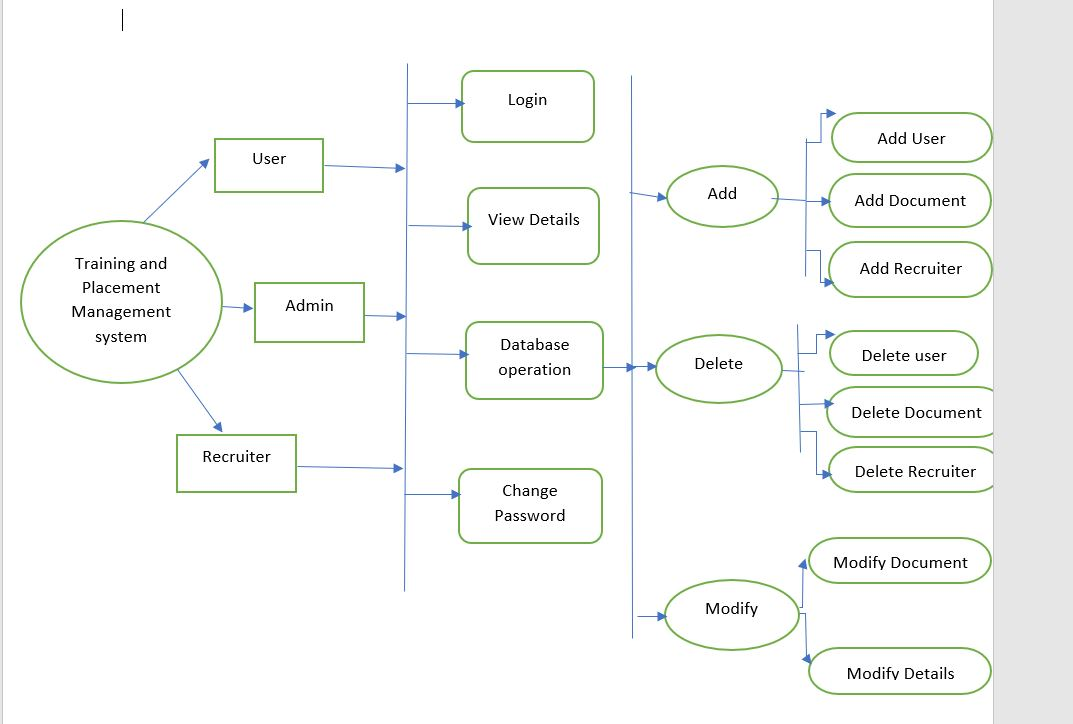 Training and
Placement
Management
system
User
Admin
Recruiter
Login
View Details
Database
operation
Change
Password
Add
Delete
Modify
Add User
Add Document
Add Recruiter
Delete user
Delete Document
Delete Recruiter
Modify Document
Modify Details